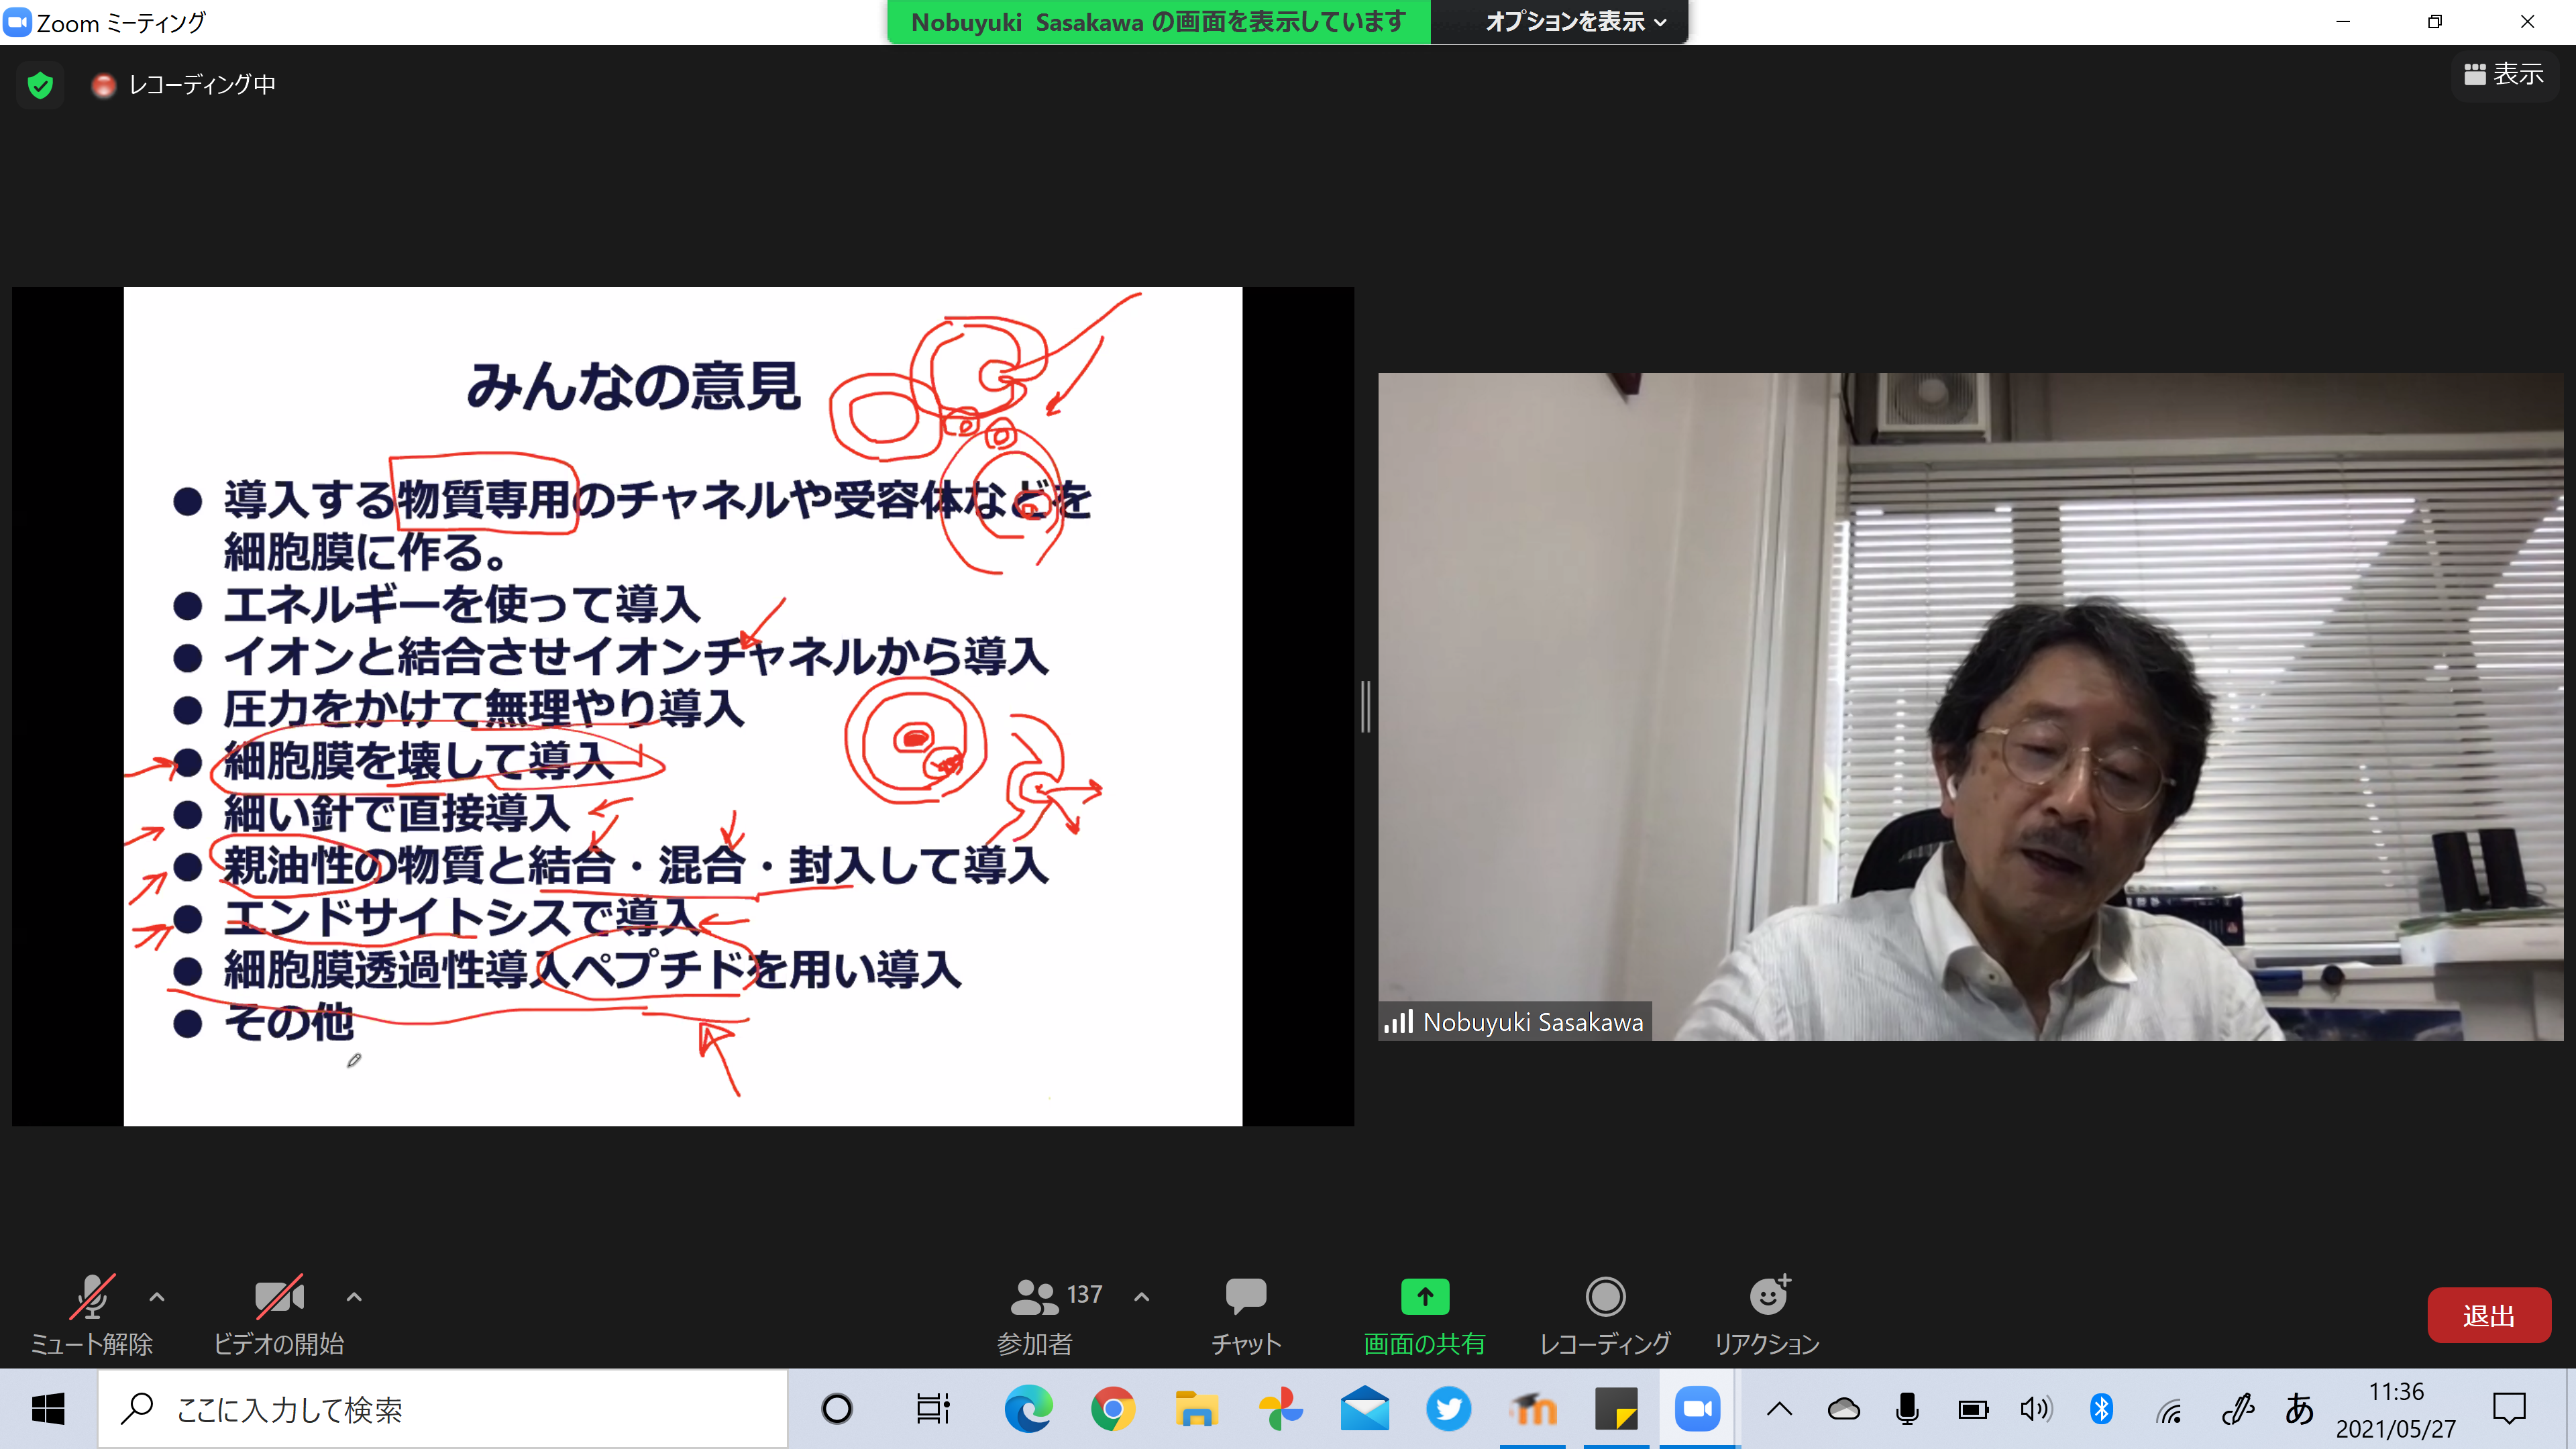 Zoom ミーティング
Nobuyuki Sasakawa の画面を表示しています
オプションを表示
レコーディング中
表示
みんなの意見
● 導入する物質専用のチャネルや受容体などを
細胞膜に作る。
● エネルギーを使って導入
● イオンと結合させイオンチャネルから導入
● 圧力をかけて無理やり導入
● 細胞膜を壊して導入
● 細い針で直接導入
● 親油性の物質と結合・混合・封入して導入
● エンドサイトシスで導入
● 細胞膜透過性導入ペプチドを用い導入
● その他
Nobuyuki Sasakawa
ミュート解除
ビデオの開始
137
参加者
チャット
画面の共有
レコーディング
リアクション
退出
ここに入力して検索
あ
11:36
2021/05/27